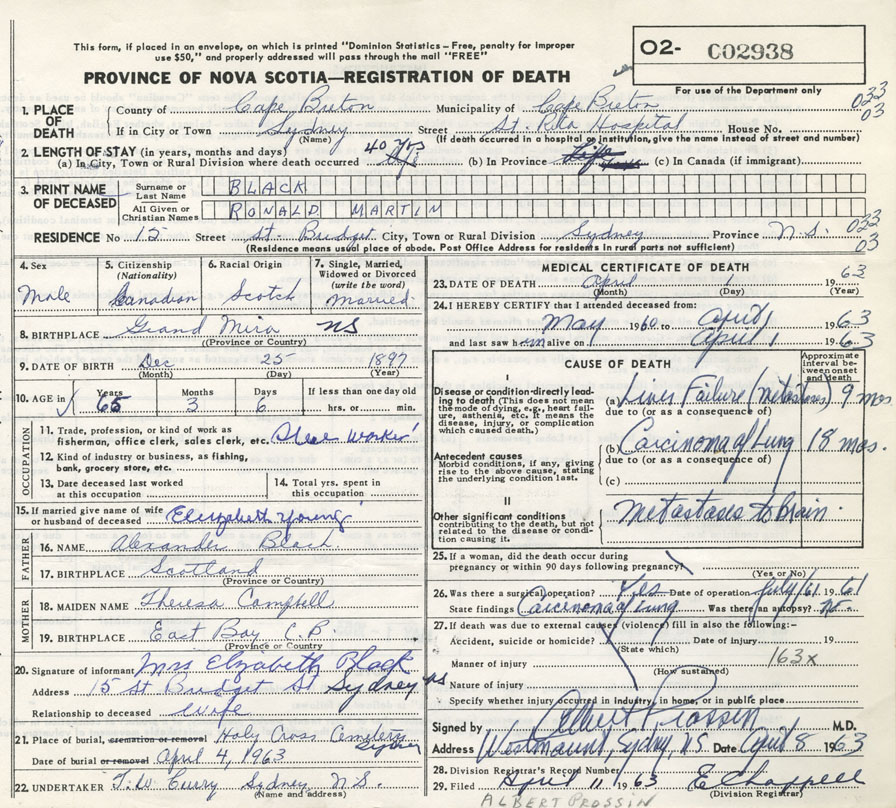 This form, if placed in an envelope, on which is printed "Dominion Statistics – Free, penalty for improper
use $50," and properly addressed will pass through the mail "FREE"
O2- C02938
PROVINCE OF NOVA SCOTIA—REGISTRATION OF DEATH
For use of the Department only
1. PLACE OF DEATH
County of Cape Breton Municipality of Cape Breton 033
If in City or Town Sydney Street St. Rita Hospital House No. 03
(Name) (If death occurred in a hospital or institution, give the name instead of street and number)
2. LENGTH OF STAY (in years, months and days)
(a) In City, Town or Rural Division where death occurred 40 yrs (b) In Province Life (c) In Canada (if immigrant)
3. PRINT NAME OF DECEASED
Surname or Last Name BLACK
All Given or Christian Names RONALD MARTIN
RESIDENCE No 15 Street St. Bridget City, Town or Rural Division Sydney Province N.S. 033
(Residence means usual place of abode. Post Office Address for residents in rural parts not sufficient) 03
4. Sex Male
5. Citizenship (Nationality) Canadian
6. Racial Origin Scotch
7. Single, Married, Widowed or Divorced (write the word) Married
8. BIRTHPLACE Grand Mira NS
(Province or Country)
9. DATE OF BIRTH Dec 25 1897
(Month) (Day) (Year)
10. AGE in Years 65 Months 3 Days 6 If less than one day old
hrs. or min.
OCCUPATION
11. Trade, profession, or kind of work as
fisherman, office clerk, sales clerk, etc. Steel Worker
12. Kind of industry or business, as fishing,
bank, grocery store, etc.
13. Date deceased last worked
at this occupation
14. Total yrs. spent in
this occupation
15. If married give name of wife
or husband of deceased Elizabeth Young
FATHER
16. NAME Alexander Black
17. BIRTHPLACE Scotland
(Province or Country)
MOTHER
18. MAIDEN NAME Theresa Campbell
19. BIRTHPLACE East Bay C.B.
(Province or Country)
20. Signature of informant Mrs Elizabeth Black
Address 15 St Bridget St Sydney NS
Relationship to deceased wife
21. Place of burial, cremation or removal Holy Cross Cemetery Sydney
Date of burial or removal April 4, 1963
22. UNDERTAKER T.W. Curry Sydney N.S.
(Name and address)
MEDICAL CERTIFICATE OF DEATH
23. DATE OF DEATH April 1 1963
(Month) (Day) (Year)
24. I HEREBY CERTIFY that I attended deceased from:
May 1960 to April 1 1963
and last saw him alive on April 1 1963
CAUSE OF DEATH
Approximate interval between onset and death
I
Disease or condition directly leading to death (This does not mean the mode of dying, e.g., heart failure, asthenia, etc. It means the disease, injury, or complication which caused death.)
(a) Liver Failure (metastases) 9 mos.
due to (or as a consequence of)
Antecedent causes
Morbid conditions, if any, giving rise to the above cause, stating the underlying condition last.
(b) Carcinoma of Lung 18 mos.
due to (or as a consequence of)
(c)
II
Other significant conditions
contributing to the death, but not related to the disease or condition causing it.
Metastases to Brain.
25. If a woman, did the death occur during
pregnancy or within 90 days following pregnancy?
(Yes or No)
26. Was there a surgical operation? Yes Date of operation July/61 1961
State findings Carcinoma of Lung Was there an autopsy? No.
27. If death was due to external causes (violence) fill in also the following:—
Accident, suicide or homicide? Date of injury 19
(State which)
Manner of injury 163x
(How sustained)
Nature of injury
Specify whether injury occurred in industry, in home, or in public place
Signed by Albert Prossin M.D.
Address Westmount, Sydney, NS Date April 8 1963
28. Division Registrar's Record Number
29. Filed April 11 1963 E Chappell
(Division Registrar)
ALBERT PROSSIN